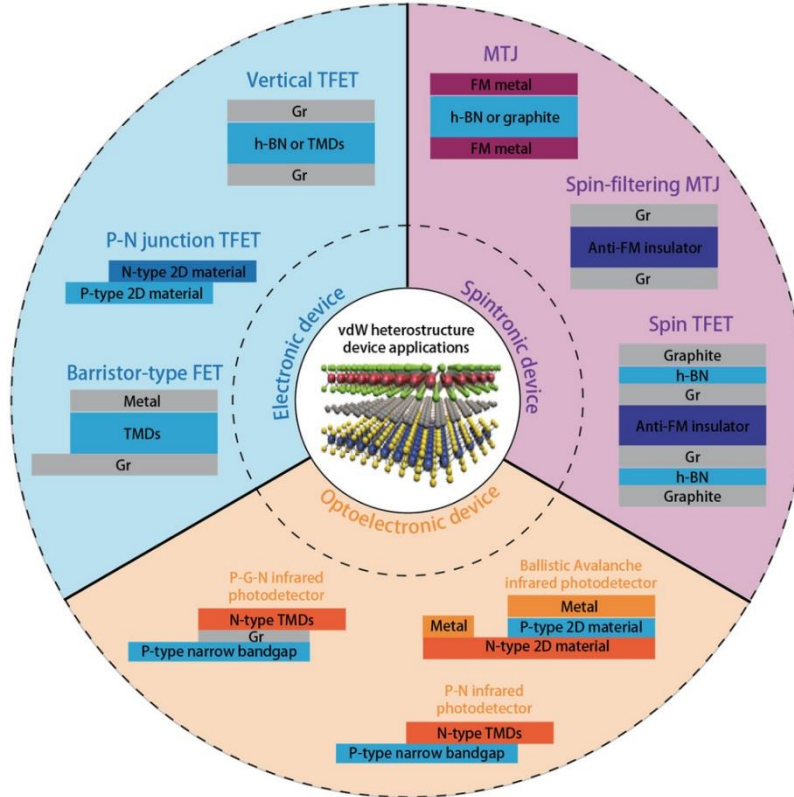 vdW heterostructure
device applications
Electronic device
Vertical TFET
Gr
h-BN or TMDs
Gr
P-N junction TFET
N-type 2D material
P-type 2D material
Barristor-type FET
Metal
TMDs
Gr
Spintronic device
MTJ
FM metal
h-BN or graphite
FM metal
Spin-filtering MTJ
Gr
Anti-FM insulator
Gr
Spin TFET
Graphite
h-BN
Gr
Anti-FM insulator
Gr
h-BN
Graphite
Optoelectronic device
P-G-N infrared
photodetector
N-type TMDs
Gr
P-type narrow bandgap
Ballistic Avalanche
infrared photodetector
Metal
Metal
P-type 2D material
N-type 2D material
P-N infrared
photodetector
N-type TMDs
P-type narrow bandgap